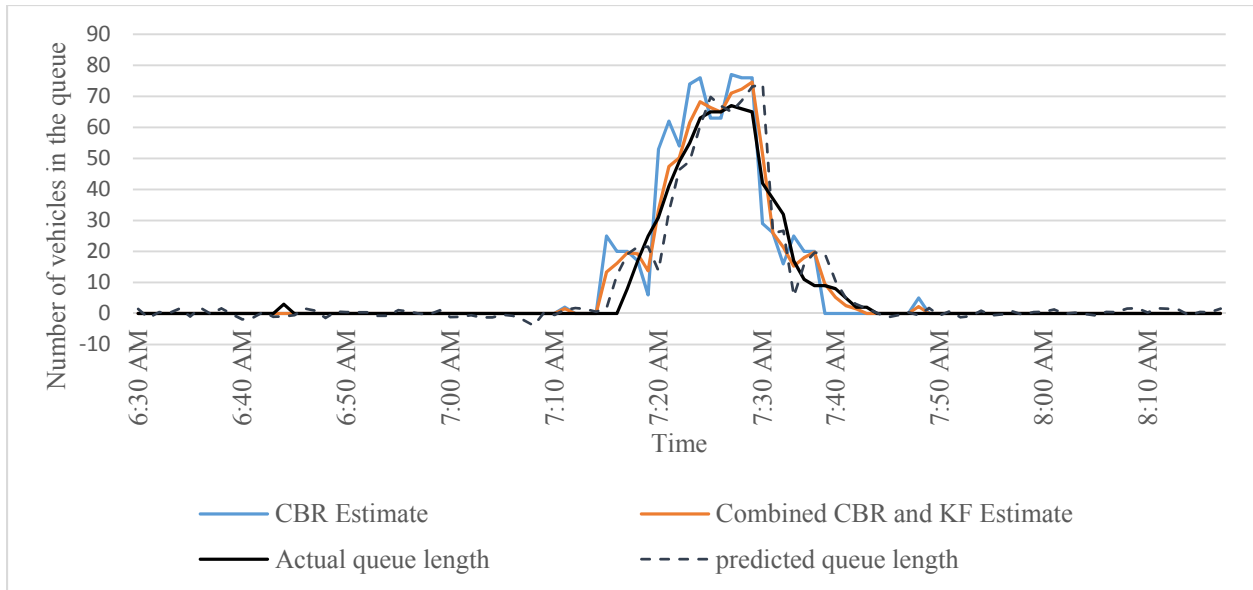 Number of vehicles in the queue
90
80
70
60
50
40
30
20
10
0
-10
6:30 AM
6:40 AM
6:50 AM
7:00 AM
7:10 AM
7:20 AM
7:30 AM
7:40 AM
7:50 AM
8:00 AM
8:10 AM
Time
CBR Estimate
Combined CBR and KF Estimate
Actual queue length
predicted queue length